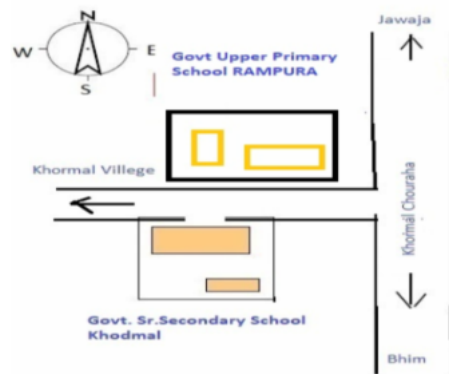 N
Jawaja
W
E
Govt Upper Primary
School RAMPURA
S
Khormal Villege
Khormal Chouraha
Govt. Sr.Secondary School
Khodmal
Bhim